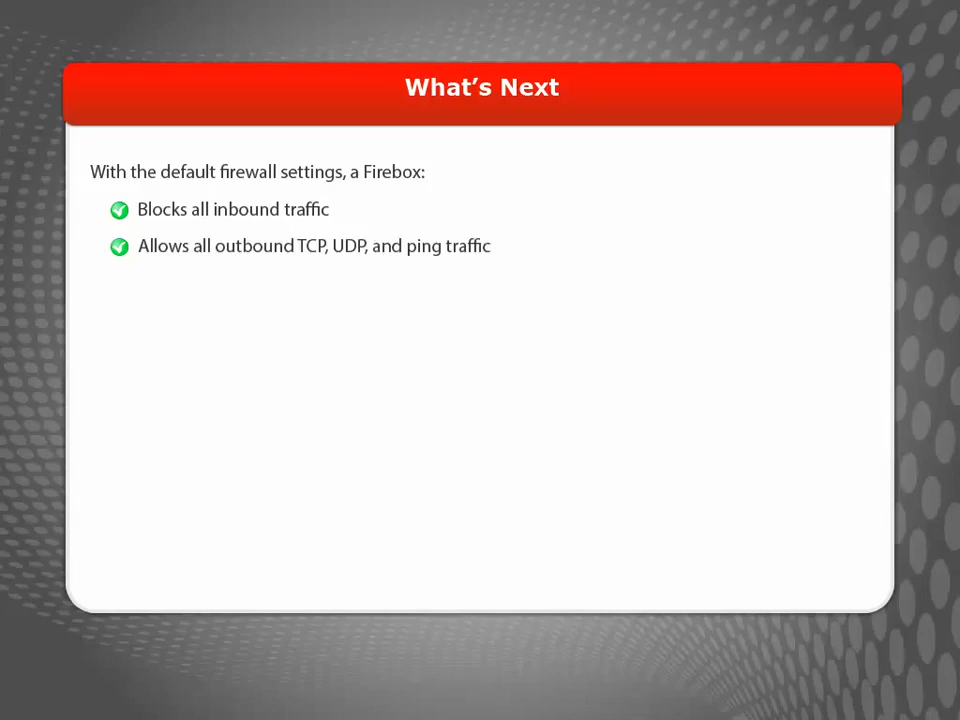 What's Next
With the default firewall settings, a Firebox:
Blocks all inbound traffic
Allows all outbound TCP, UDP, and ping traffic